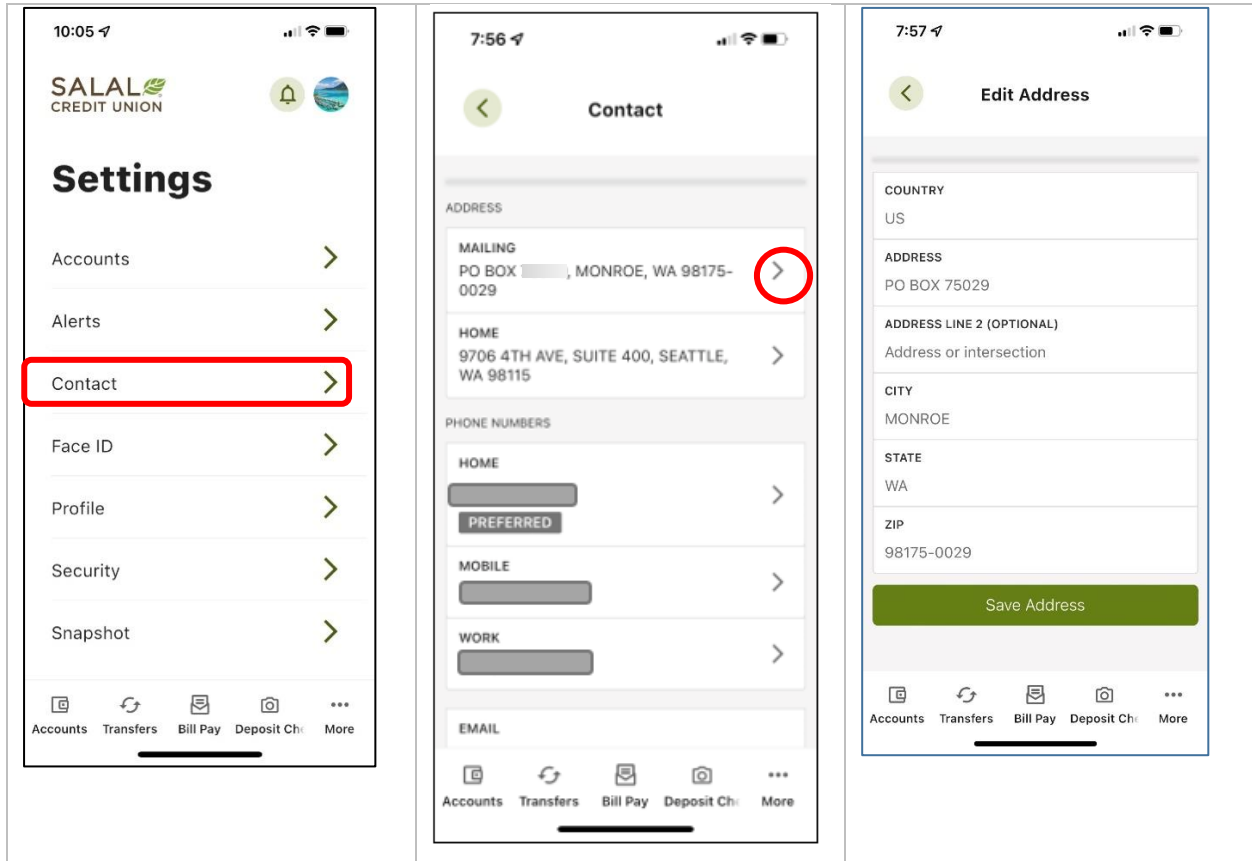 10:05
SALAL
CREDIT UNION
Settings
Accounts
Alerts
Contact
Face ID
Profile
Security
Snapshot
Accounts Transfers Bill Pay Deposit Ch More
7:56
Contact
ADDRESS
MAILING
PO BOX , MONROE, WA 98175-
0029
HOME
9706 4TH AVE, SUITE 400, SEATTLE,
WA 98115
PHONE NUMBERS
HOME
PREFERRED
MOBILE
WORK
EMAIL
Accounts Transfers Bill Pay Deposit Ch More
7:57
Edit Address
COUNTRY
US
ADDRESS
PO BOX 75029
ADDRESS LINE 2 (OPTIONAL)
Address or intersection
CITY
MONROE
STATE
WA
ZIP
98175-0029
Save Address
Accounts Transfers Bill Pay Deposit Ch More